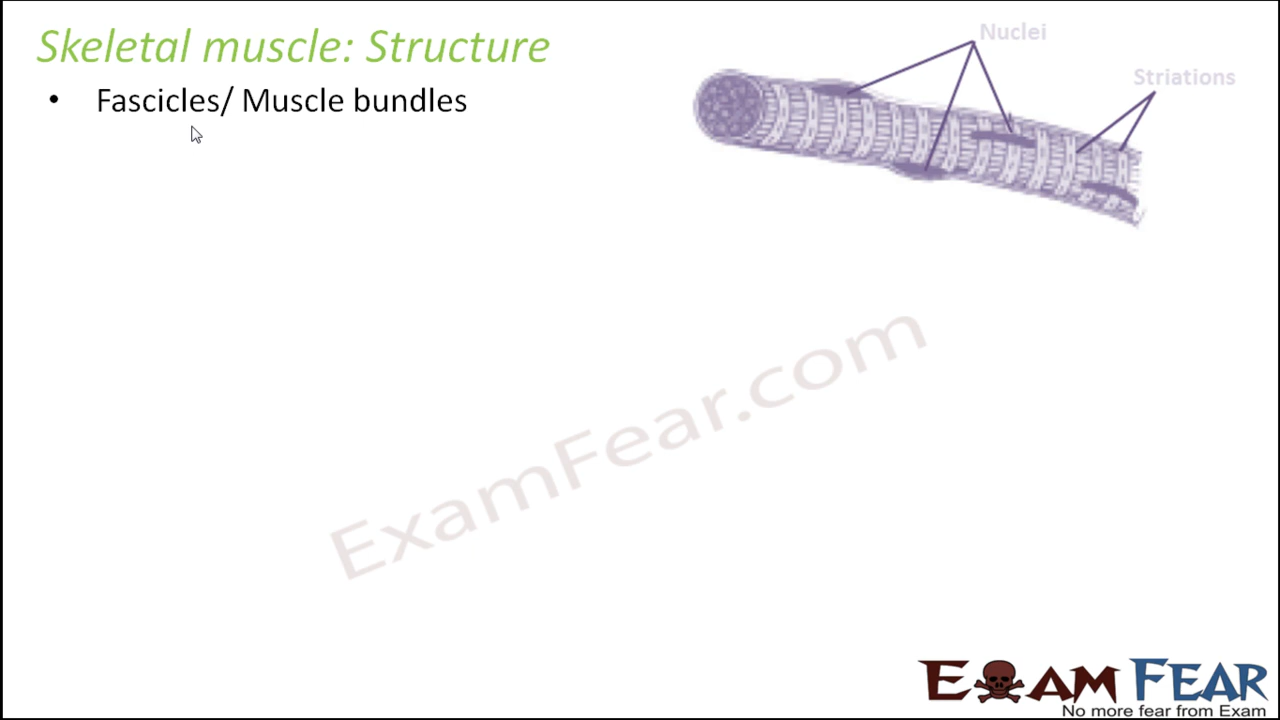 Skeletal muscle: Structure
• Fascicles/ Muscle bundles
Nuclei
Striations
ExamFear.com
EXAM FEAR
No more fear from Exam